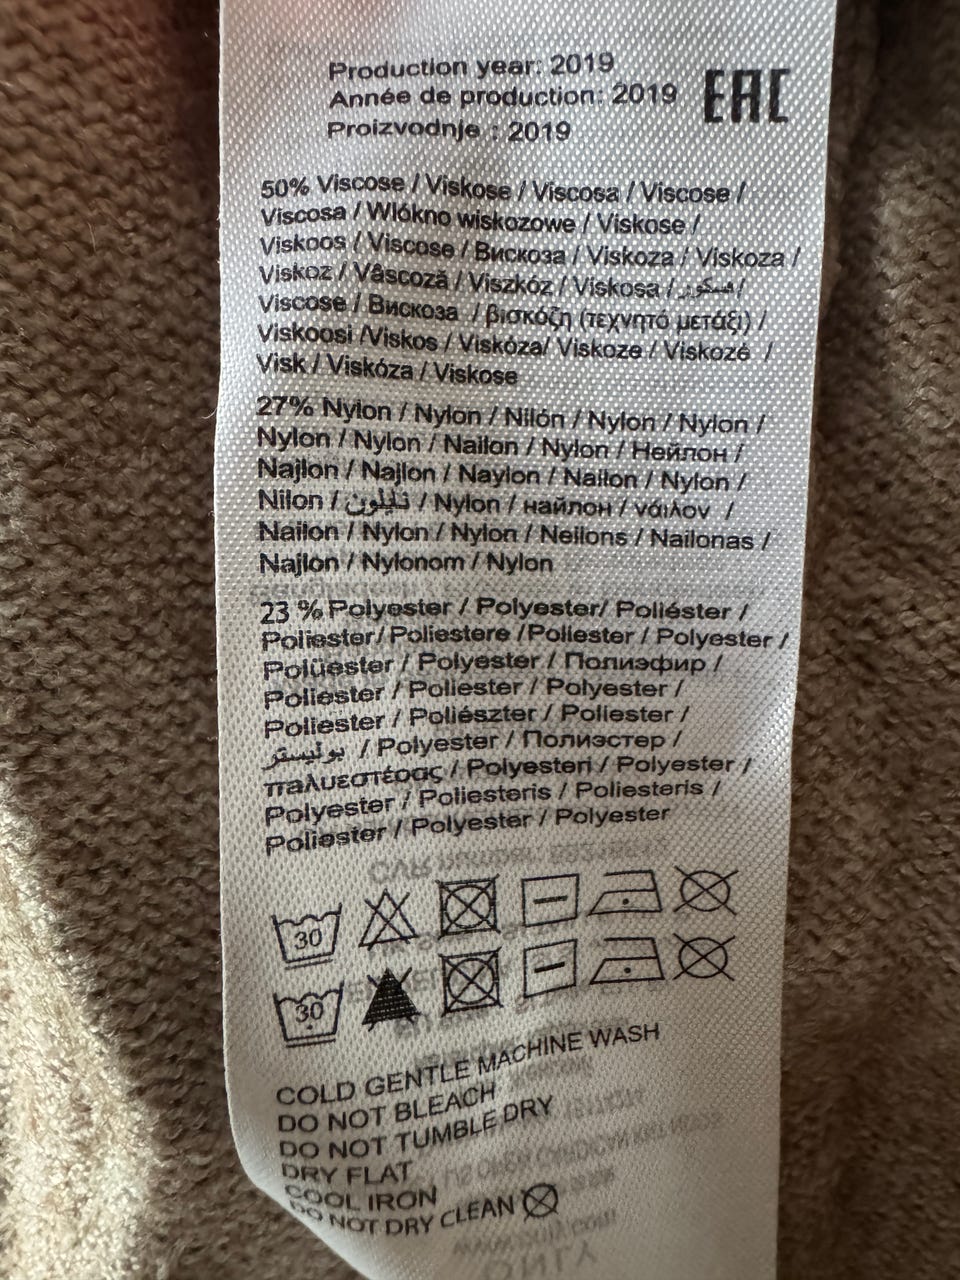 Production year: 2019
Année de production: 2019
Proizvodnje : 2019
EAC
50% Viscose / Viskose / Viscosa / Viscose /
Viscosa / Wlókno wiskozowe / Viskose /
Viskoos / Viscose / Вискоза / Viskoza / Viskoza /
Viskoz / Vâscoză / Viszkóz / Viskosa / فسكوز /
Viscose / Вискоза / βισκόζη (τεχνητό μετάξι) /
Viskoosi /Viskos / Viskóza/ Viskoze / Viskozė /
Visk / Viskóza / Viskose
27% Nylon / Nylon / Nilón / Nylon / Nylon /
Nylon / Nylon / Nailon / Nylon / Нейлон /
Najlon / Najlon / Naylon / Nailon / Nylon /
Nilon / نايلون / Nylon / найлон / νάιλον /
Nailon / Nylon / Nylon / Neilons / Nailonas /
Najlon / Nylonom / Nylon
23 % Polyester / Polyester/ Poliéster /
Poliester/ Poliestere /Poliester / Polyester /
Polüester / Polyester / Полиэфир /
Poliester / Poliester / Polyester /
Poliester / Poliészter / Poliester /
بوليستر / Polyester / Полиэстер /
πολυεστέρας / Polyesteri / Polyester /
Polyester / Poliesteris / Poliesteris /
Poliester / Polyester / Polyester
30
30
COLD GENTLE MACHINE WASH
DO NOT BLEACH
DO NOT TUMBLE DRY
DRY FLAT
COOL IRON
DO NOT DRY CLEAN